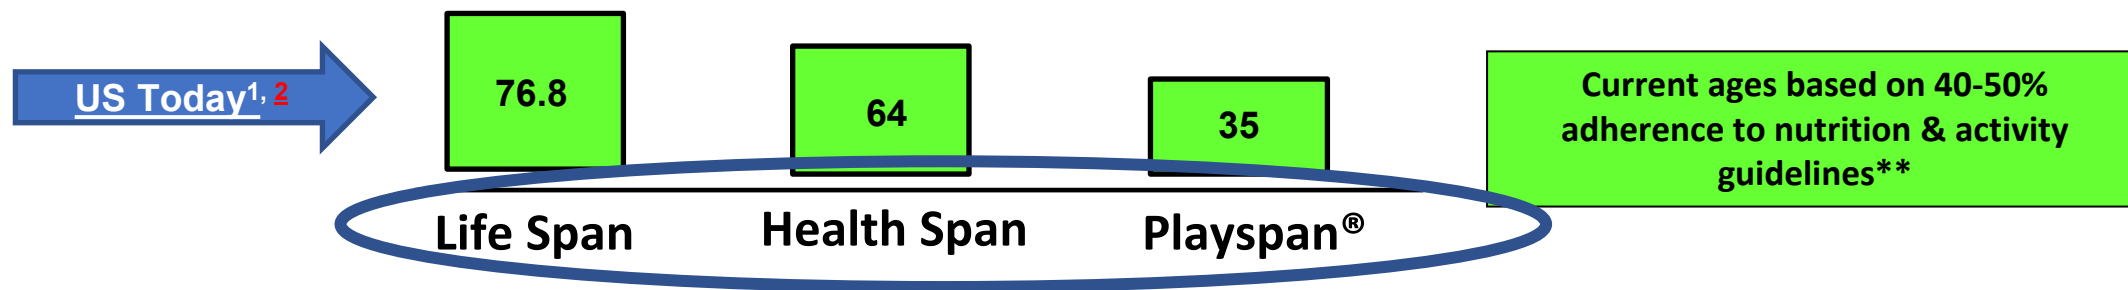 US Today1, 2
76.8
64
35
Current ages based on 40-50%
adherence to nutrition & activity
guidelines**
Life Span
Health Span
Playspan®